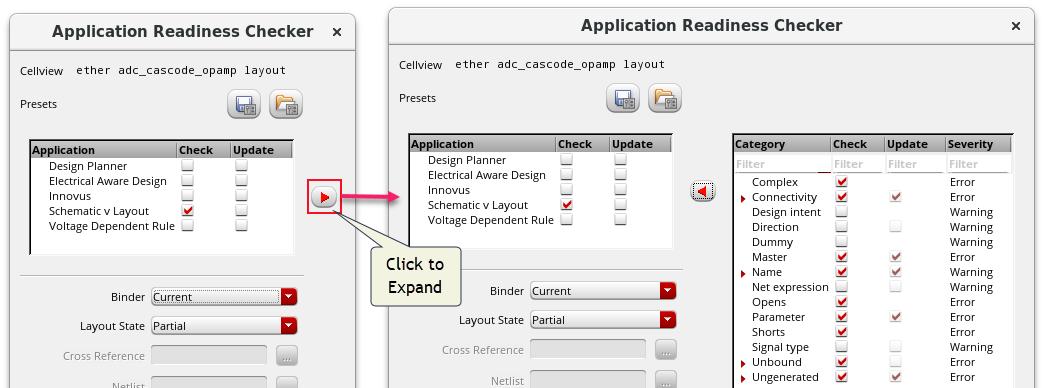 Application Readiness Checker ×
Cellview ether adc_cascode_opamp layout
Presets
Application Check Update
Design Planner
Electrical Aware Design
Innovus
Schematic v Layout
Voltage Dependent Rule
Binder Current
Layout State Partial
Cross Reference ...
Netlist
Click to
Expand
Application Readiness Checker ×
Cellview ether adc_cascode_opamp layout
Presets
Application Check Update
Design Planner
Electrical Aware Design
Innovus
Schematic v Layout
Voltage Dependent Rule
Binder Current
Layout State Partial
Cross Reference ...
Netlist
Category Check Update Severity
Filter Filter Filter Filter
Complex Error
Connectivity Error
Design intent Warning
Direction Warning
Dummy Warning
Master Error
Name Warning
Net expression Warning
Opens Error
Parameter Error
Shorts Error
Signal type Warning
Unbound Error
Ungenerated Error